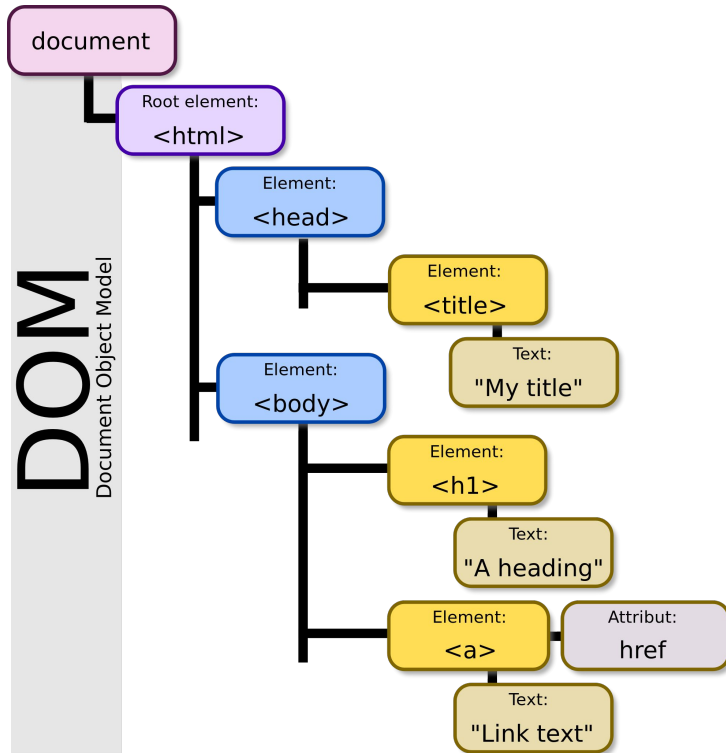 document
Root element:
<html>
Element:
<head>
Element:
<title>
Text:
"My title"
Element:
<body>
Element:
<h1>
Text:
"A heading"
Element:
<a>
Attribut:
href
Text:
"Link text"
DOM
Document Object Model